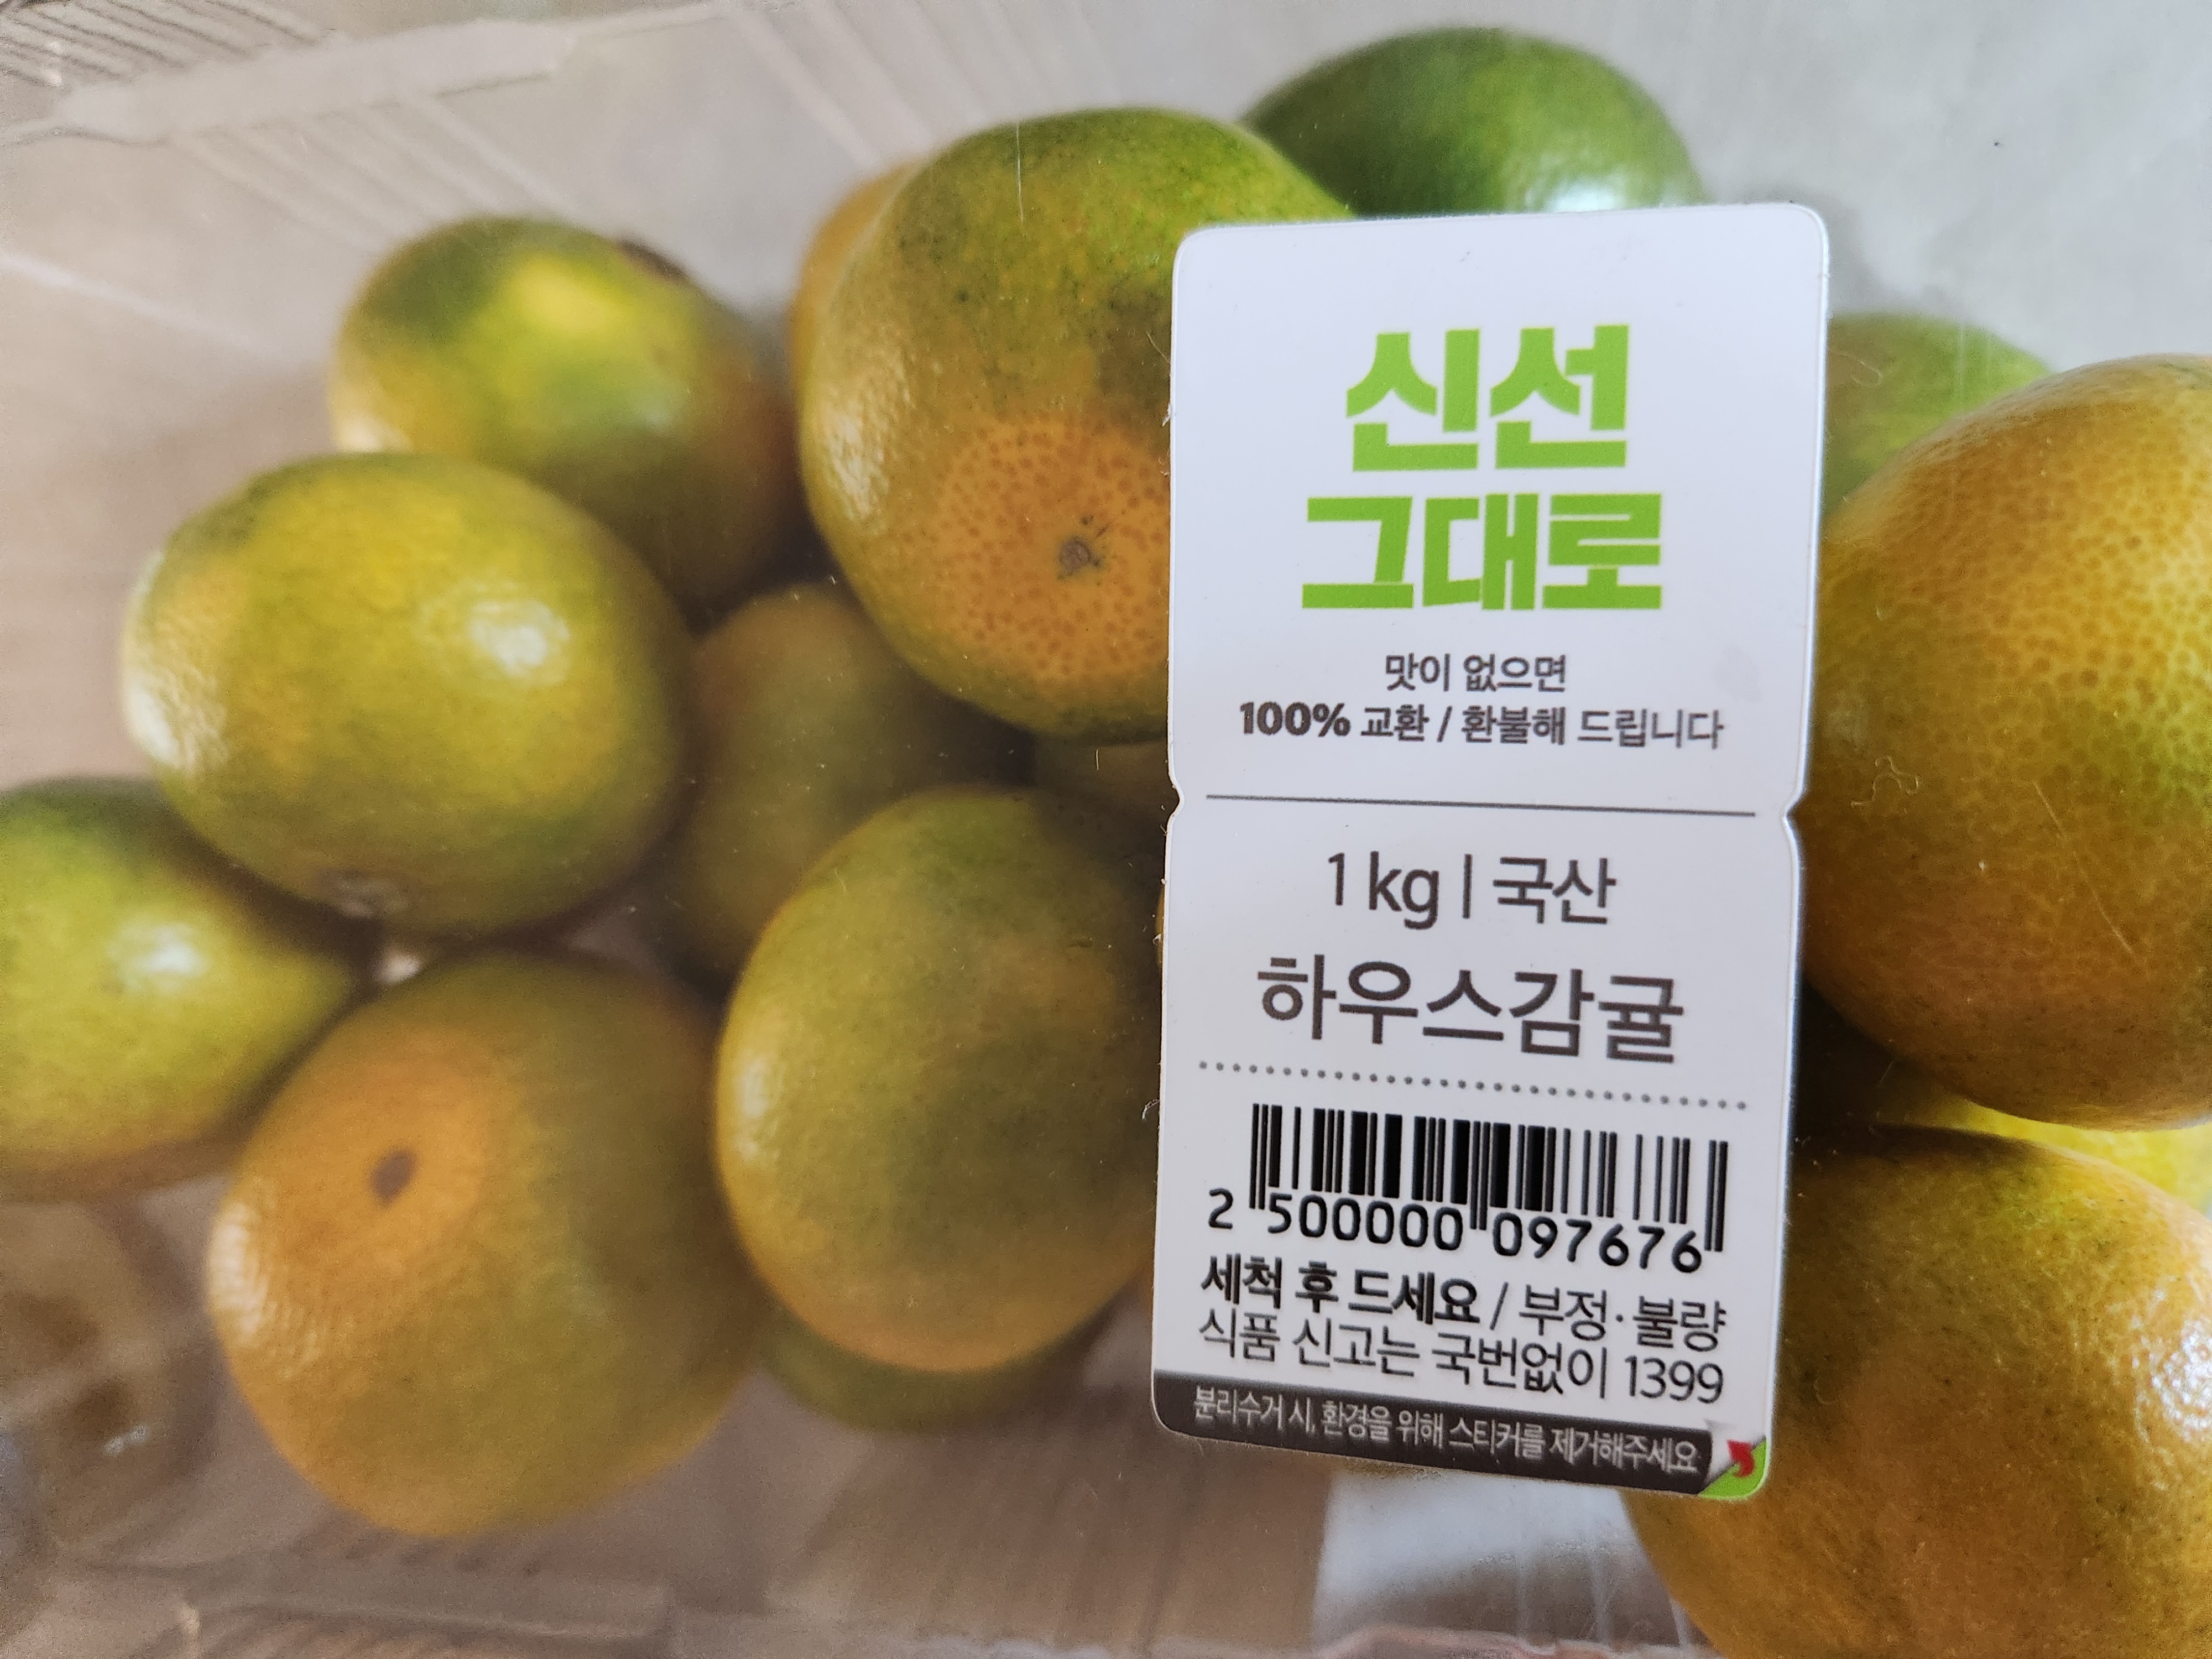 신선
그대로
맛이 없으면
100% 교환 / 환불해 드립니다
1 kg | 국산
하우스감귤
2 500000 097676
세척 후 드세요 / 부정·불량
식품 신고는 국번없이 1399
분리수거 시, 환경을 위해 스티커를 제거해주세요